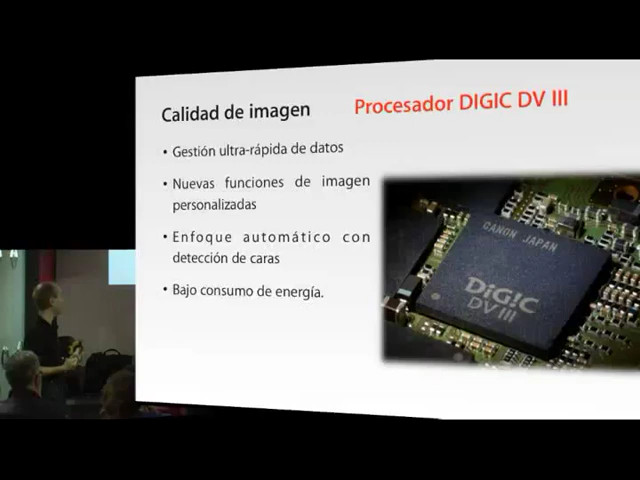 Calidad de imagen
Procesador DIGIC DV III
• Gestión ultra-rápida de datos
• Nuevas funciones de imagen
personalizadas
• Enfoque automático con
detección de caras
• Bajo consumo de energía.
CANON JAPAN
DIGIC
DV III